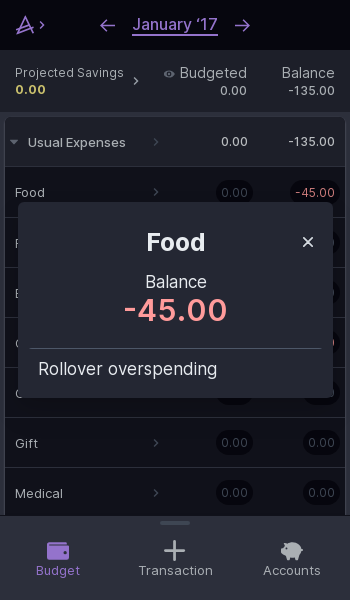 January ‘17
Projected Savings
Budgeted
Balance
0.00
0.00
-135.00
Usual Expenses
0.00
-135.00
Food
0.00
-45.00
Food
Balance
-45.00
Rollover overspending
Gift
0.00
0.00
Medical
0.00
0.00
Budget
Transaction
Accounts